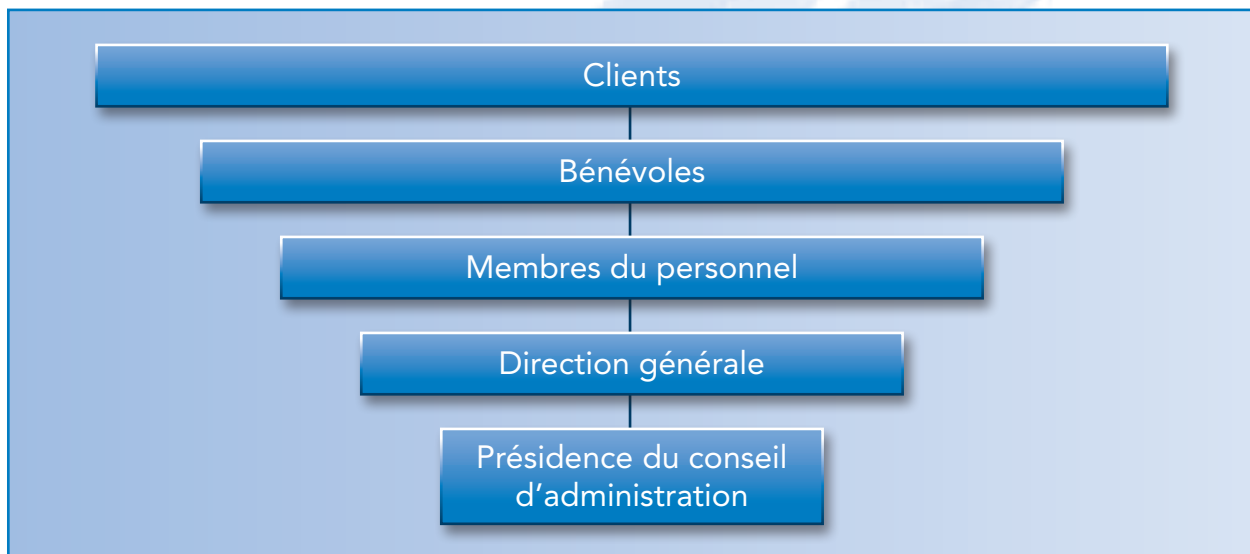 Clients
Bénévoles
Membres du personnel
Direction générale
Présidence du conseil
d’administration